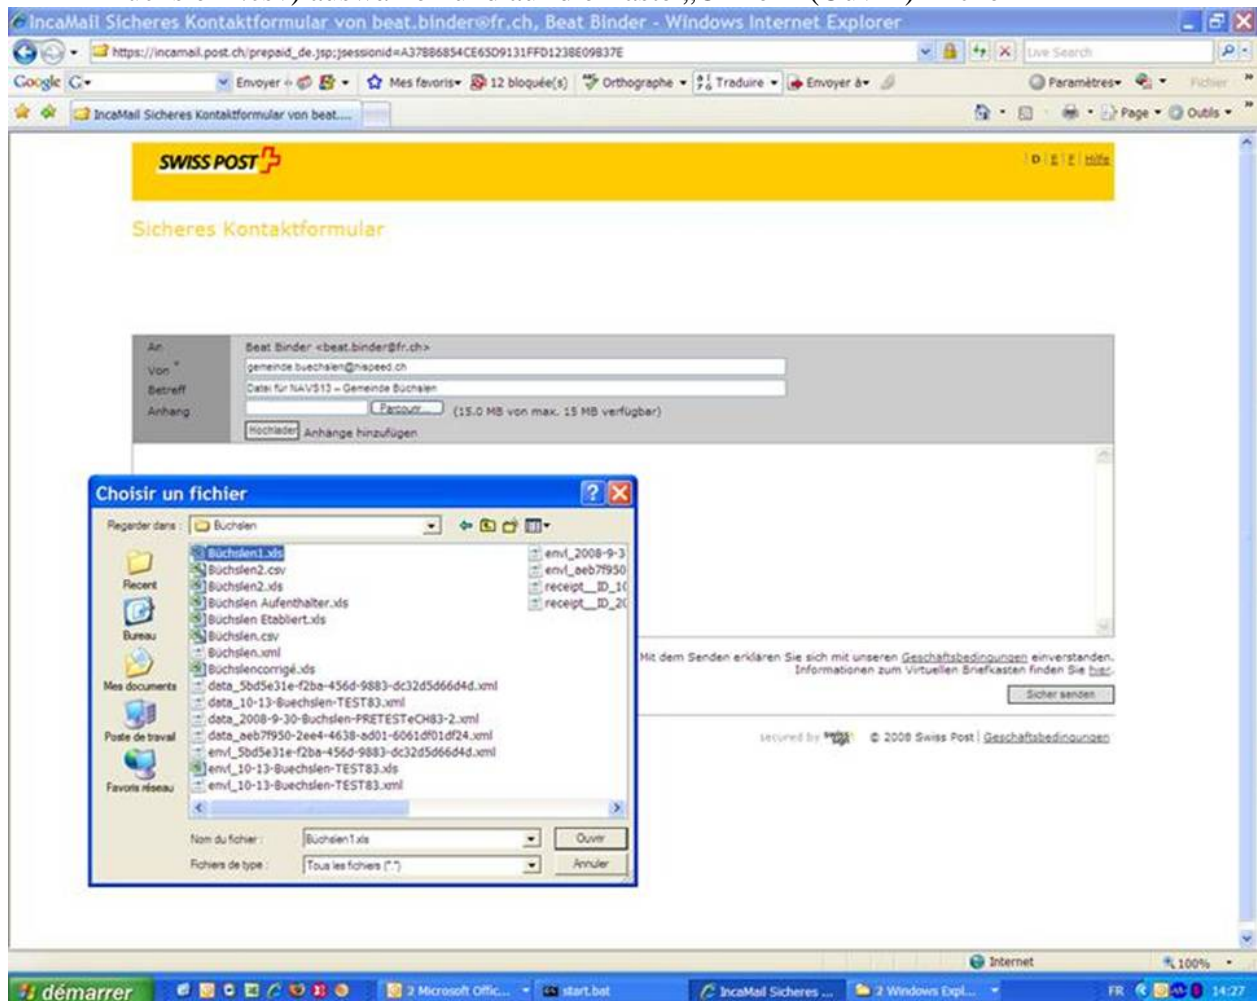 IncaMail Sicheres Kontaktformular von beat.binder@fr.ch, Beat Binder - Windows Internet Explorer
https://incamail.post.ch/prepaid_de.jsp;jsessionid=A37BB6854CE65D9131FFD1238E09B37E
Live Search
Google G Envoyer Mes favoris 12 bloquée(s) Orthographe Traduire Envoyer à Paramètres Fichier
IncaMail Sicheres Kontaktformular von beat.... Page Outils
SWISS POST D | E | F | Hilfe
Sicheres Kontaktformular
An Beat Binder <beat.binder@fr.ch>
Von * gemeinde.buechslen@hispeed.ch
Betreff Datei für NAVS13 – Gemeinde Büchslen
Anhang Parcourir... (15.0 MB von max. 15 MB verfügbar)
Hochladen Anhange hinzufügen
Choisir un fichier
Regarder dans : Büchslen
Recent
Bureau
Mes documents
Poste de travail
Favoris réseau
Büchslen1.xls
Büchslen2.csv
Büchslen2.xls
Büchslen Aufenthalter.xls
Büchslen Etabliert.xls
Büchslen.csv
Büchslen.xml
Büchslencorrigé.xls
data_5bd5e31e-f2ba-456d-9883-dc32d5d66d4d.xml
data_10-13-Buechslen-TEST83.xml
data_2008-9-30-Buchslen-PRETESTeCH83-2.xml
data_aeb7f950-2ee4-4638-ad01-6061df01df24.xml
envl_5bd5e31e-f2ba-456d-9883-dc32d5d66d4d.xml
envl_10-13-Buechslen-TEST83.xls
envl_10-13-Buechslen-TEST83.xml
envl_2008-9-3
envl_aeb7f950
receipt__ID_10
receipt__ID_20
Nom du fichier : Büchslen1.xls Ouvrir
Fichiers de type : Tous les fichiers (*.*) Annuler
Mit dem Senden erklären Sie sich mit unseren Geschäftsbedingungen einverstanden.
Informationen zum Virtuellen Briefkasten finden Sie hier.
Sicher senden
secured by © 2008 Swiss Post | Geschäftsbedingungen
Internet 100%
démarrer 2 Microsoft Offic... start.bat IncaMail Sicheres ... 2 Windows Expl... FR 14:27